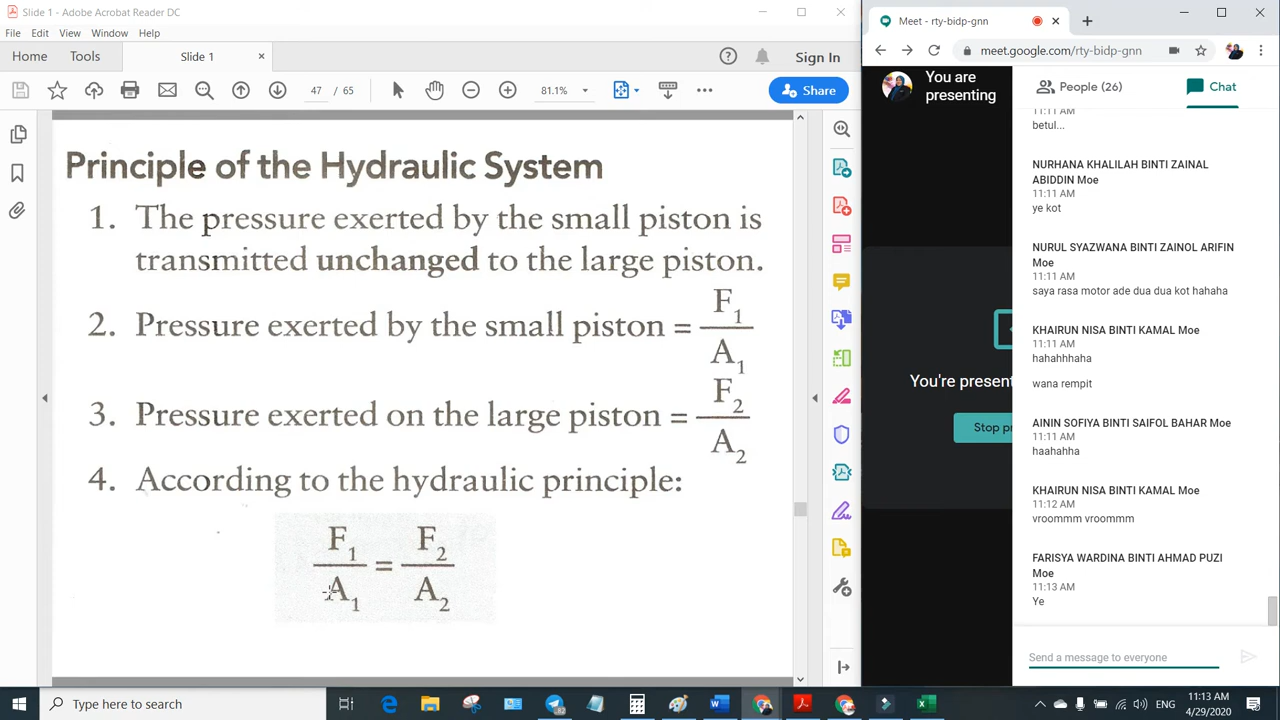 Slide 1 - Adobe Acrobat Reader DC
File Edit View Window Help
Home Tools Slide 1 × Sign In
47 / 65 81.1% Share
Principle of the Hydraulic System
1. The pressure exerted by the small piston is
transmitted unchanged to the large piston.
2. Pressure exerted by the small piston = F₁/A₁
3. Pressure exerted on the large piston = F₂/A₂
4. According to the hydraulic principle:
F₁/A₁ = F₂/A₂
Meet - rty-bidp-gnn
meet.google.com/rty-bidp-gnn
You are
presenting
You're present
Stop pr
People (26) Chat
11:11 AM
betul...
NURHANA KHALILAH BINTI ZAINAL
ABIDDIN Moe
11:11 AM
ye kot
NURUL SYAZWANA BINTI ZAINOL ARIFIN
Moe
11:11 AM
saya rasa motor ade dua dua kot hahaha
KHAIRUN NISA BINTI KAMAL Moe
11:11 AM
hahahhhaha
wana rempit
AININ SOFIYA BINTI SAIFOL BAHAR Moe
11:11 AM
haahahha
KHAIRUN NISA BINTI KAMAL Moe
11:12 AM
vroommm vroommm
FARISYA WARDINA BINTI AHMAD PUZI
Moe
11:13 AM
Ye
Send a message to everyone
Type here to search
11:13 AM
4/29/2020